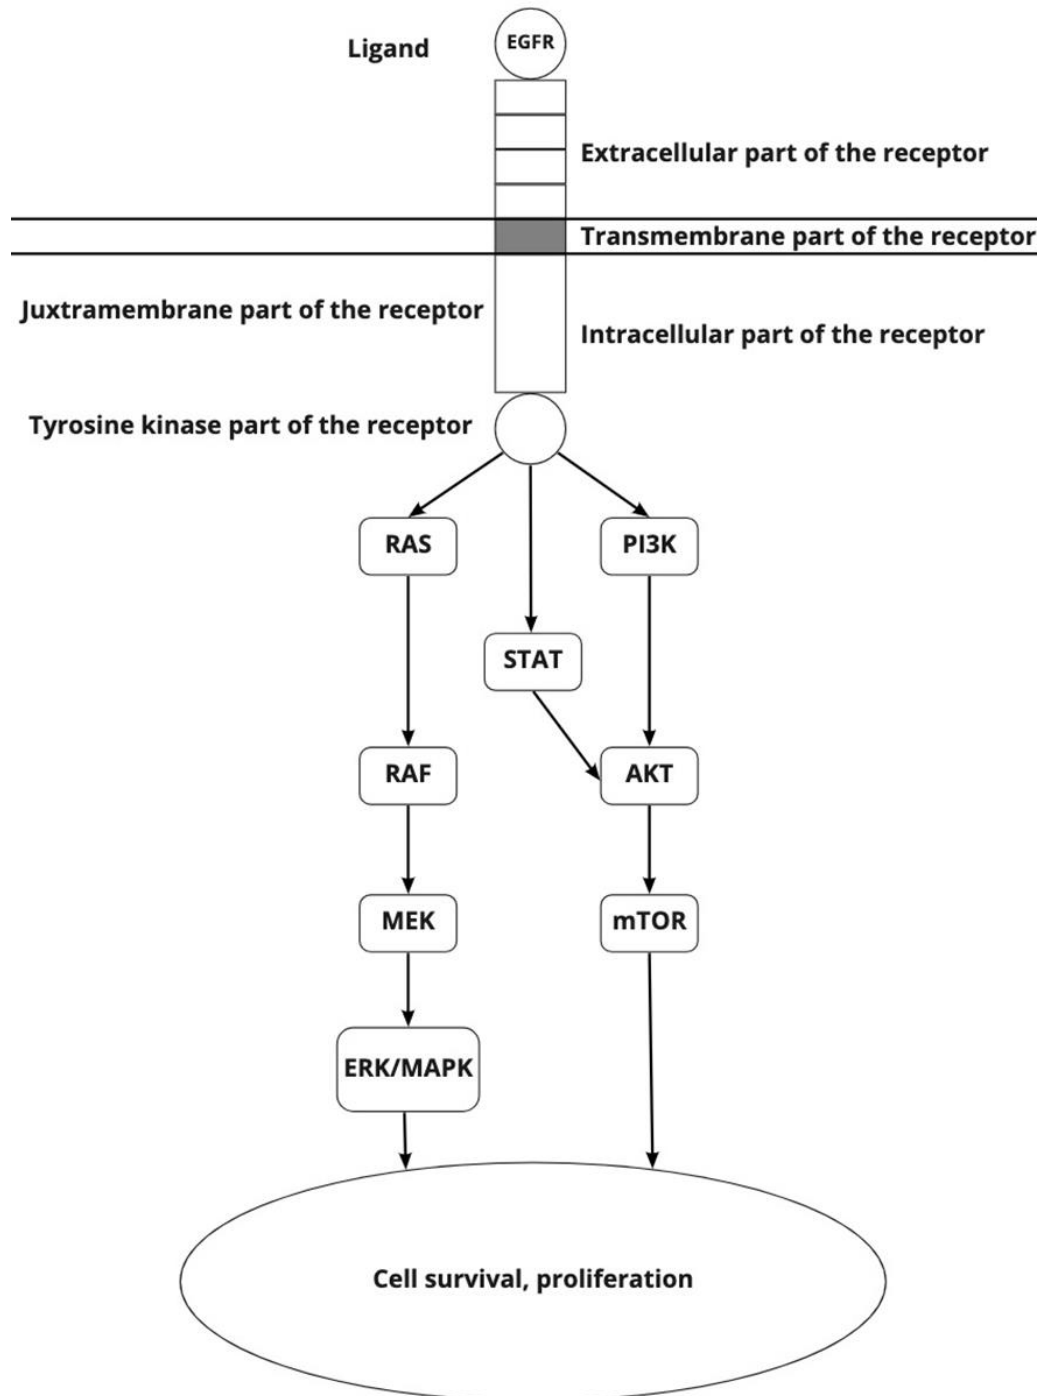 Ligand
EGFR
Extracellular part of the receptor
Transmembrane part of the receptor
Juxtramembrane part of the receptor
Intracellular part of the receptor
Tyrosine kinase part of the receptor
RAS
PI3K
STAT
RAF
AKT
MEK
mTOR
ERK/MAPK
Cell survival, proliferation